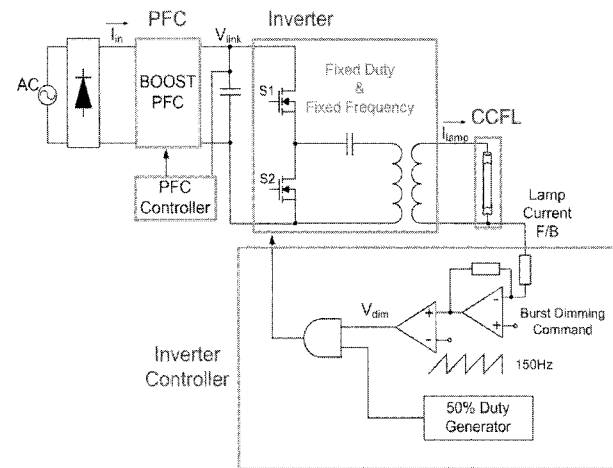 PFC
Inverter
I_in
V_link
AC
BOOST
PFC
S1
S2
Fixed Duty
&
Fixed Frequency
CCFL
I_lamp
PFC
Controller
Lamp
Current
F/B
Burst Dimming
Command
V_dim
150Hz
Inverter
Controller
50% Duty
Generator